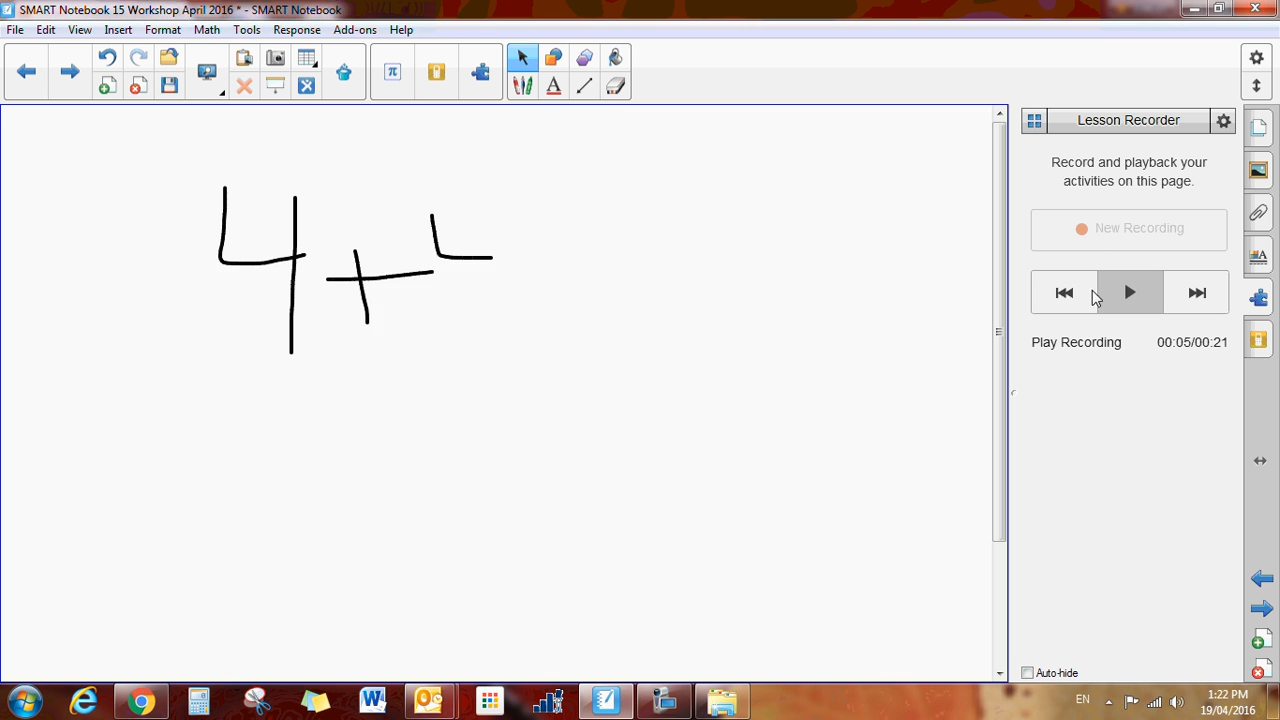 SMART Notebook 15 Workshop April 2016 * - SMART Notebook
File Edit View Insert Format Math Tools Response Add-ons Help
Lesson Recorder
Record and playback your
activities on this page.
New Recording
Play Recording 00:05/00:21
4 +
Auto-hide
EN 1:22 PM
19/04/2016